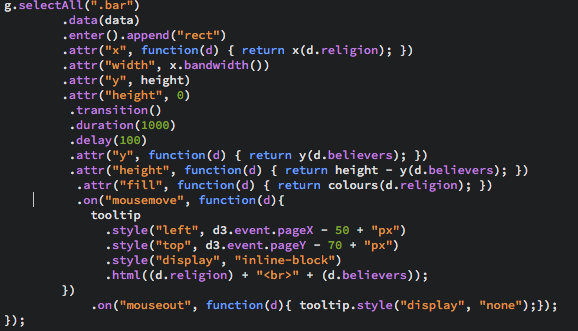 g.selectAll(".bar")
.data(data)
.enter().append("rect")
.attr("x", function(d) { return x(d.religion); })
.attr("width", x.bandwidth())
.attr("y", height)
.attr("height", 0)
.transition()
.duration(1000)
.delay(100)
.attr("y", function(d) { return y(d.believers); })
.attr("height", function(d) { return height - y(d.believers); })
.attr("fill", function(d) { return colours(d.religion); })
.on("mousemove", function(d){
tooltip
.style("left", d3.event.pageX - 50 + "px")
.style("top", d3.event.pageY - 70 + "px")
.style("display", "inline-block")
.html((d.religion) + "<br>" + (d.believers));
})
.on("mouseout", function(d){ tooltip.style("display", "none");});
});